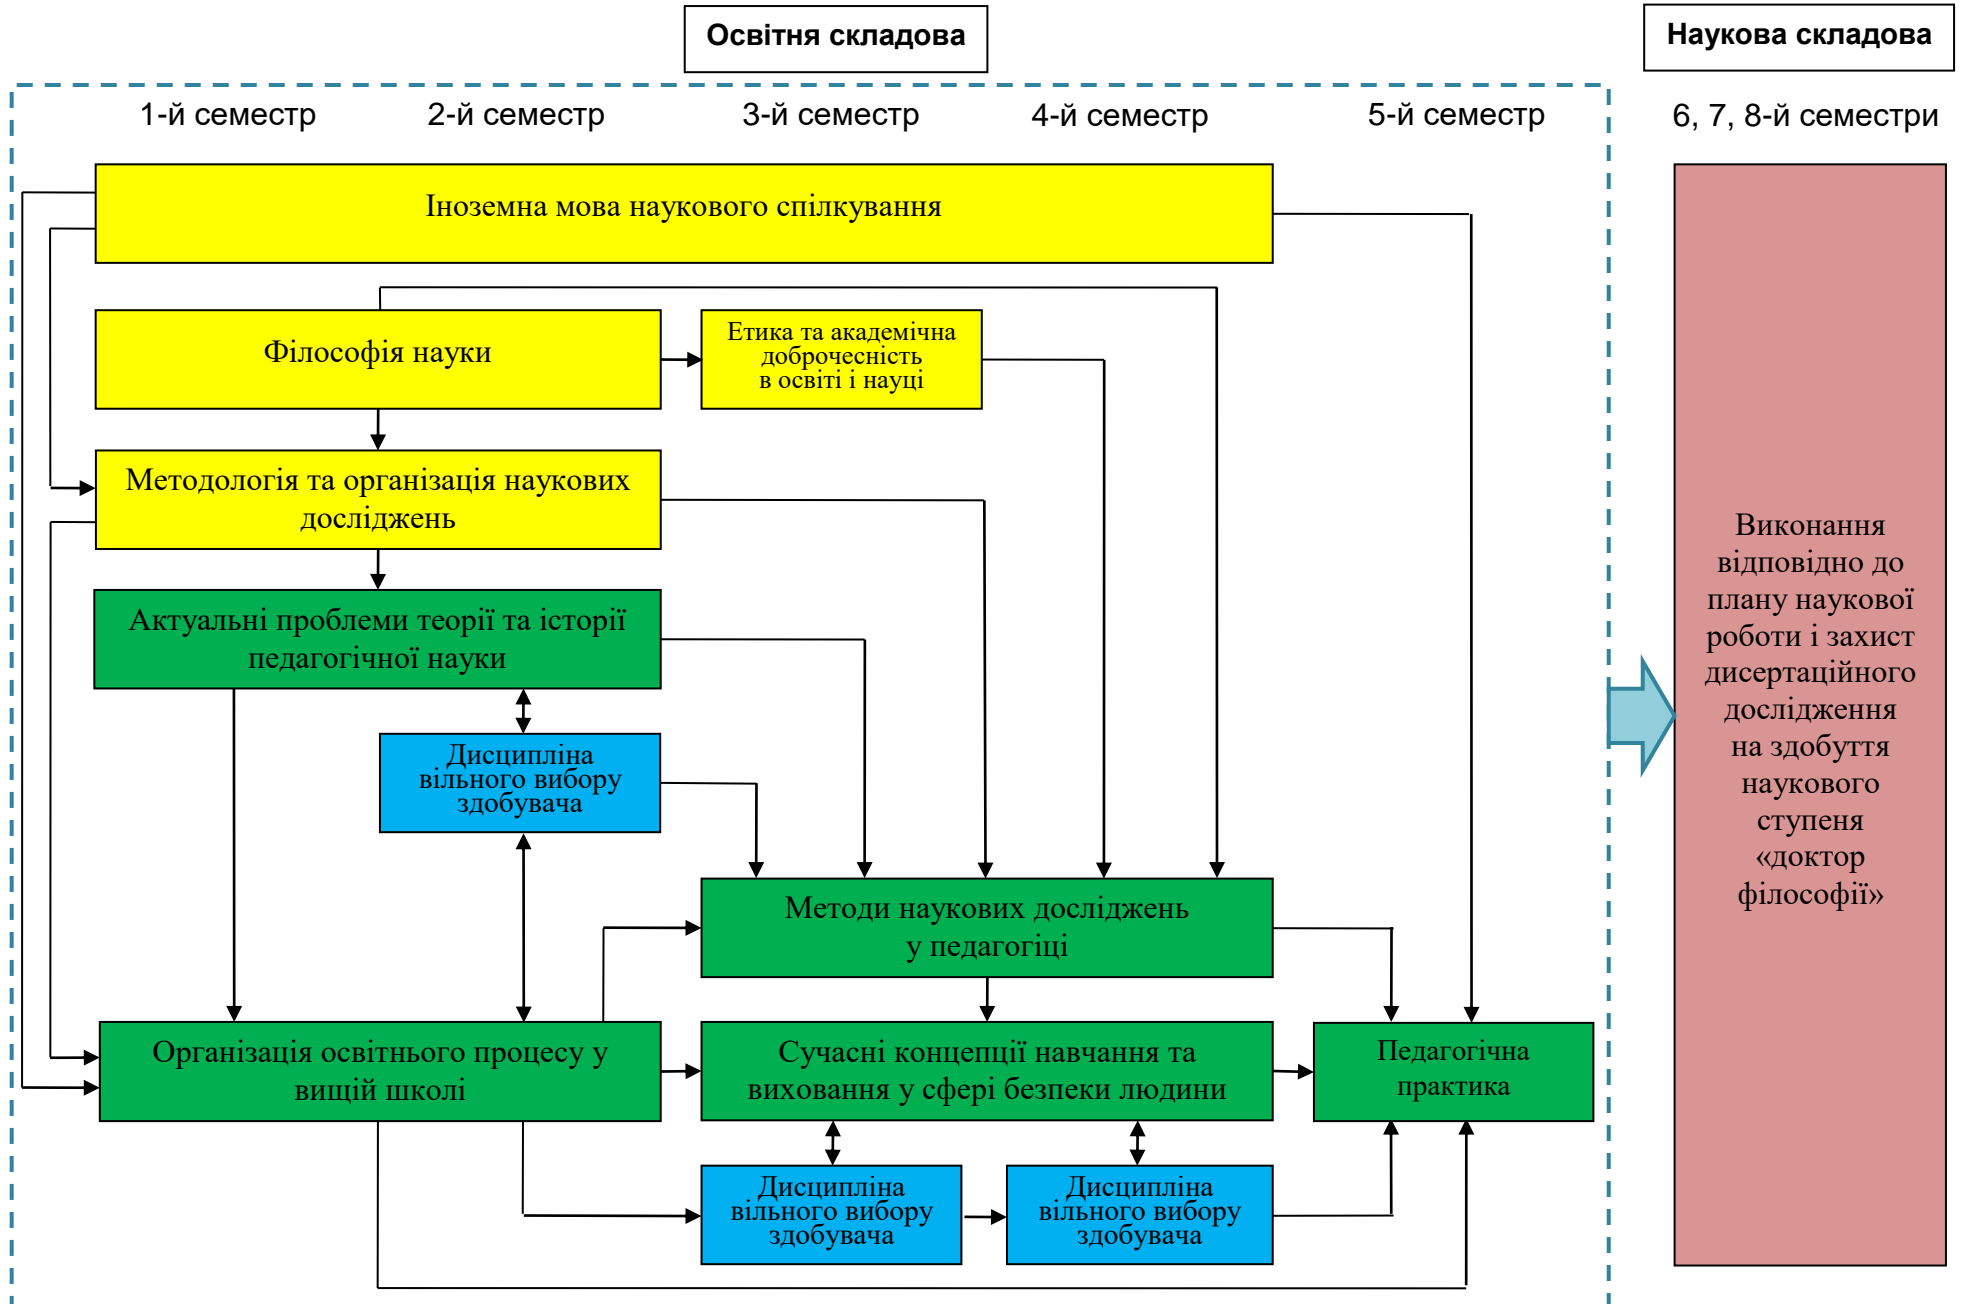 Освітня складова
Наукова складова
1-й семестр
2-й семестр
3-й семестр
4-й семестр
5-й семестр
6, 7, 8-й семестри
Іноземна мова наукового спілкування
Філософія науки
Етика та академічна
доброчесність
в освіті і науці
Методологія та організація наукових
досліджень
Актуальні проблеми теорії та історії
педагогічної науки
Дисципліна
вільного вибору
здобувача
Методи наукових досліджень
у педагогіці
Організація освітнього процесу у
вищій школі
Сучасні концепції навчання та
виховання у сфері безпеки людини
Педагогічна
практика
Дисципліна
вільного вибору
здобувача
Дисципліна
вільного вибору
здобувача
Виконання
відповідно до
плану наукової
роботи і захист
дисертаційного
дослідження
на здобуття
наукового
ступеня
«доктор
філософії»